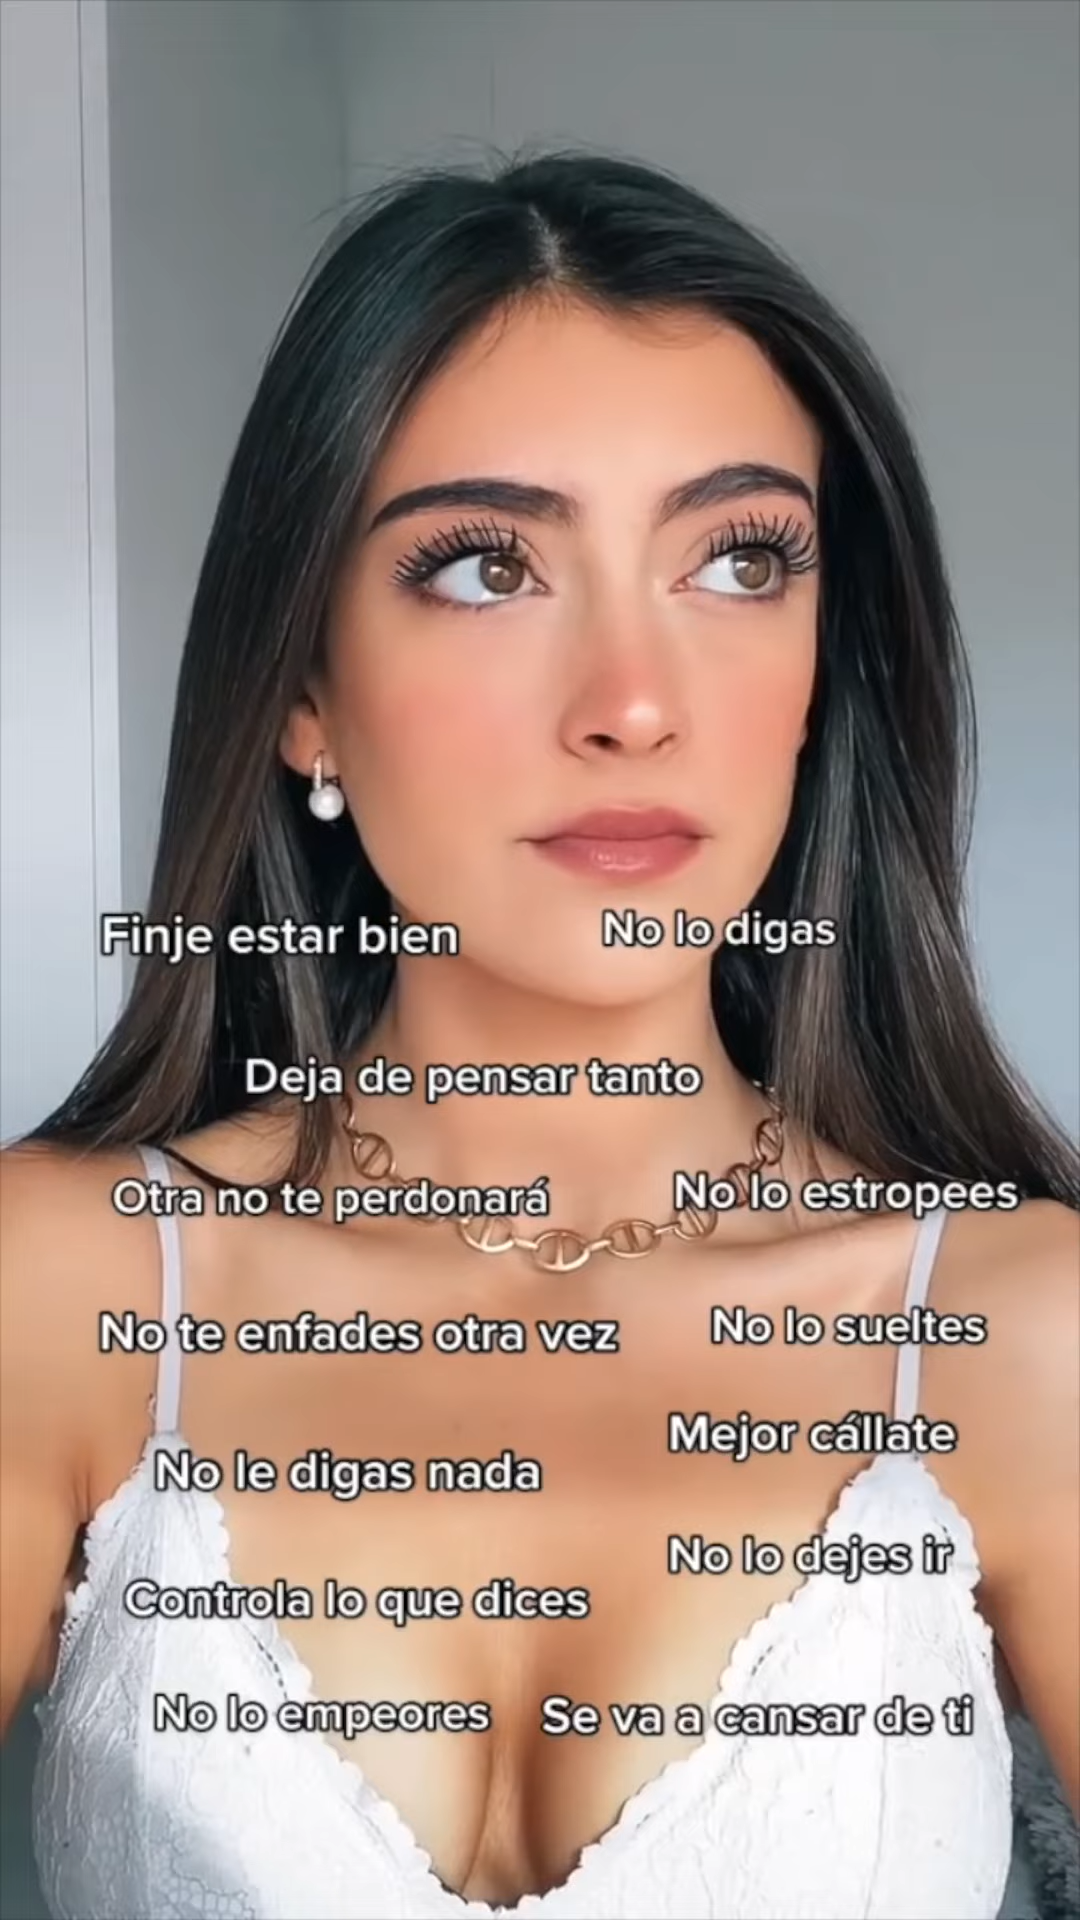 Finje estar bien
No lo digas
Deja de pensar tanto
Otra no te perdonará
No lo estropees
No te enfades otra vez
No lo sueltes
Mejor cállate
No le digas nada
No lo dejes ir
Controla lo que dices
No lo empeores
Se va a cansar de ti